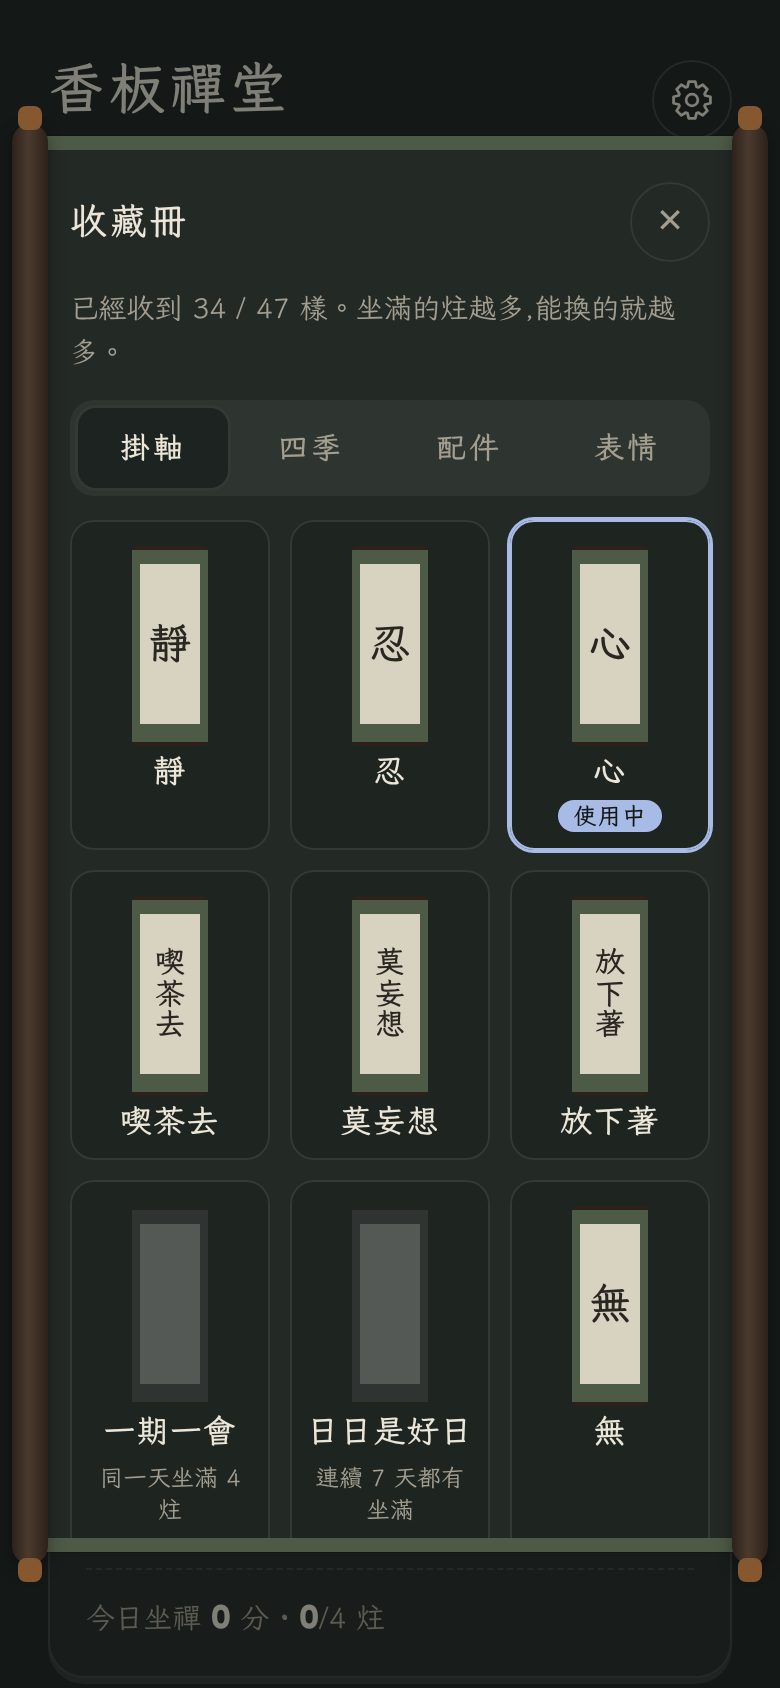 香板禪堂
收藏冊
已經收到 34 / 47 樣。坐滿的炷越多,能換的就越
多。
掛軸 四季 配件 表情
靜 忍 心
靜 忍 心
使用中
喫茶去 莫妄想 放下著
喫茶去 莫妄想 放下著
無
一期一會 日日是好日 無
同一天坐滿 4
炷
連續 7 天都有
坐滿
今日坐禪 0 分・0/4 炷